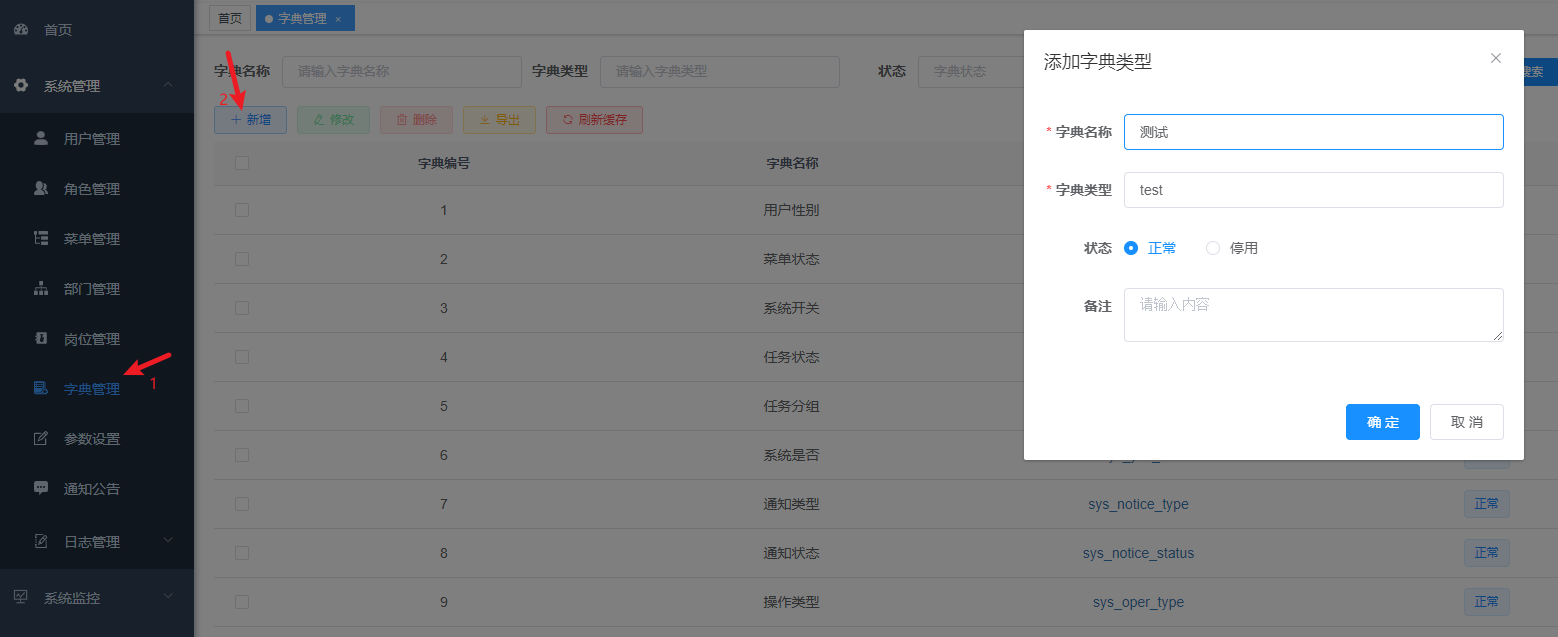 首页
系统管理
用户管理
角色管理
菜单管理
部门管理
岗位管理
字典管理
1
参数设置
通知公告
日志管理
系统监控
首页 字典管理 ×
字典名称 请输入字典名称 字典类型 请输入字典类型 状态 字典状态 搜索
2
+ 新增 修改 删除 导出 刷新缓存
字典编号 字典名称
1 用户性别
2 菜单状态
3 系统开关
4 任务状态
5 任务分组
6 系统是否
7 通知类型 sys_notice_type 正常
8 通知状态 sys_notice_status 正常
9 操作类型 sys_oper_type 正常
添加字典类型
* 字典名称 测试
* 字典类型 test
状态 正常 停用
备注 请输入内容
确 定 取 消